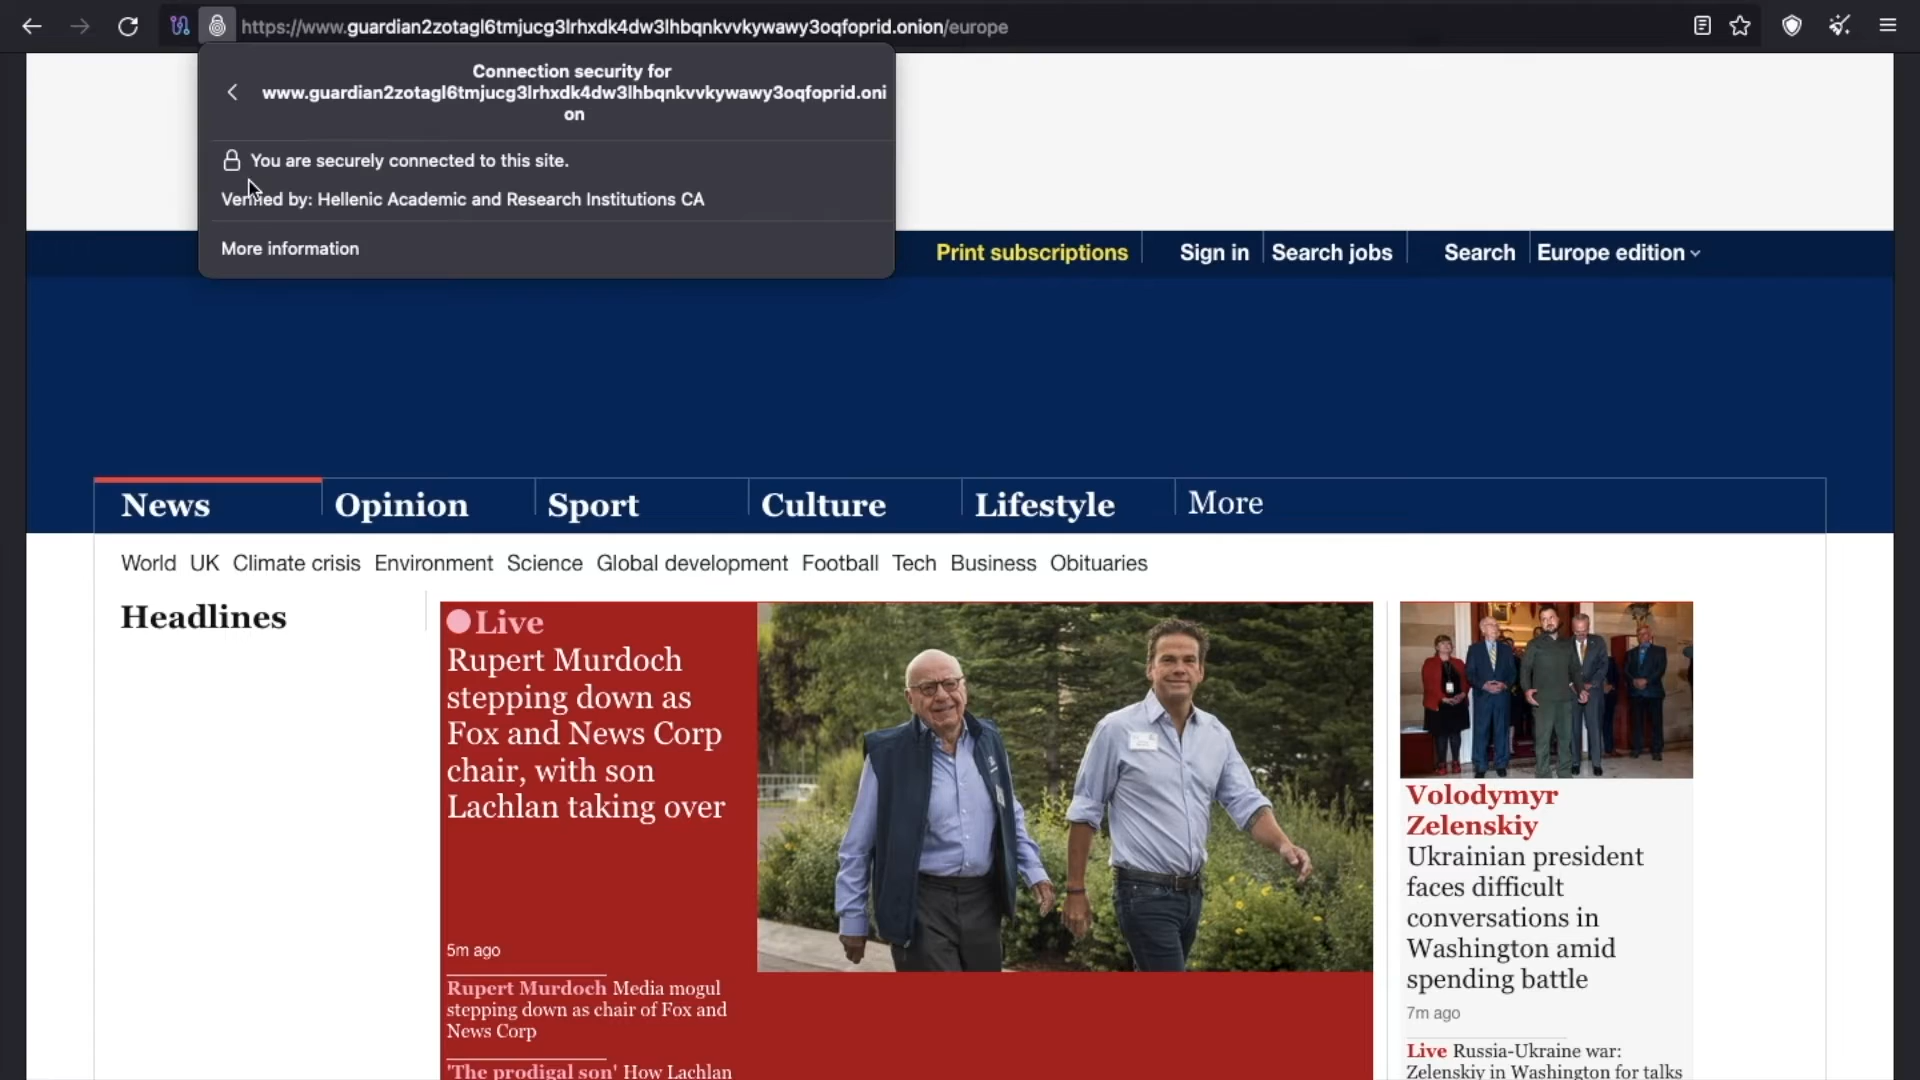 https://www.guardian2zotagl6tmjucg3lrhxdk4dw3lhbqnkvvkywawy3oqfoprid.onion/europe
Connection security for
www.guardian2zotagl6tmjucg3lrhxdk4dw3lhbqnkvvkywawy3oqfoprid.oni
on
You are securely connected to this site.
Verified by: Hellenic Academic and Research Institutions CA
More information
Print subscriptions
Sign in
Search jobs
Search
Europe edition
News
Opinion
Sport
Culture
Lifestyle
More
World UK Climate crisis Environment Science Global development Football Tech Business Obituaries
Headlines
Live
Rupert Murdoch
stepping down as
Fox and News Corp
chair, with son
Lachlan taking over
5m ago
Rupert Murdoch Media mogul
stepping down as chair of Fox and
News Corp
'The prodigal son' How Lachlan
Volodymyr
Zelenskiy
Ukrainian president
faces difficult
conversations in
Washington amid
spending battle
7m ago
Live Russia-Ukraine war:
Zelenskiy in Washington for talks